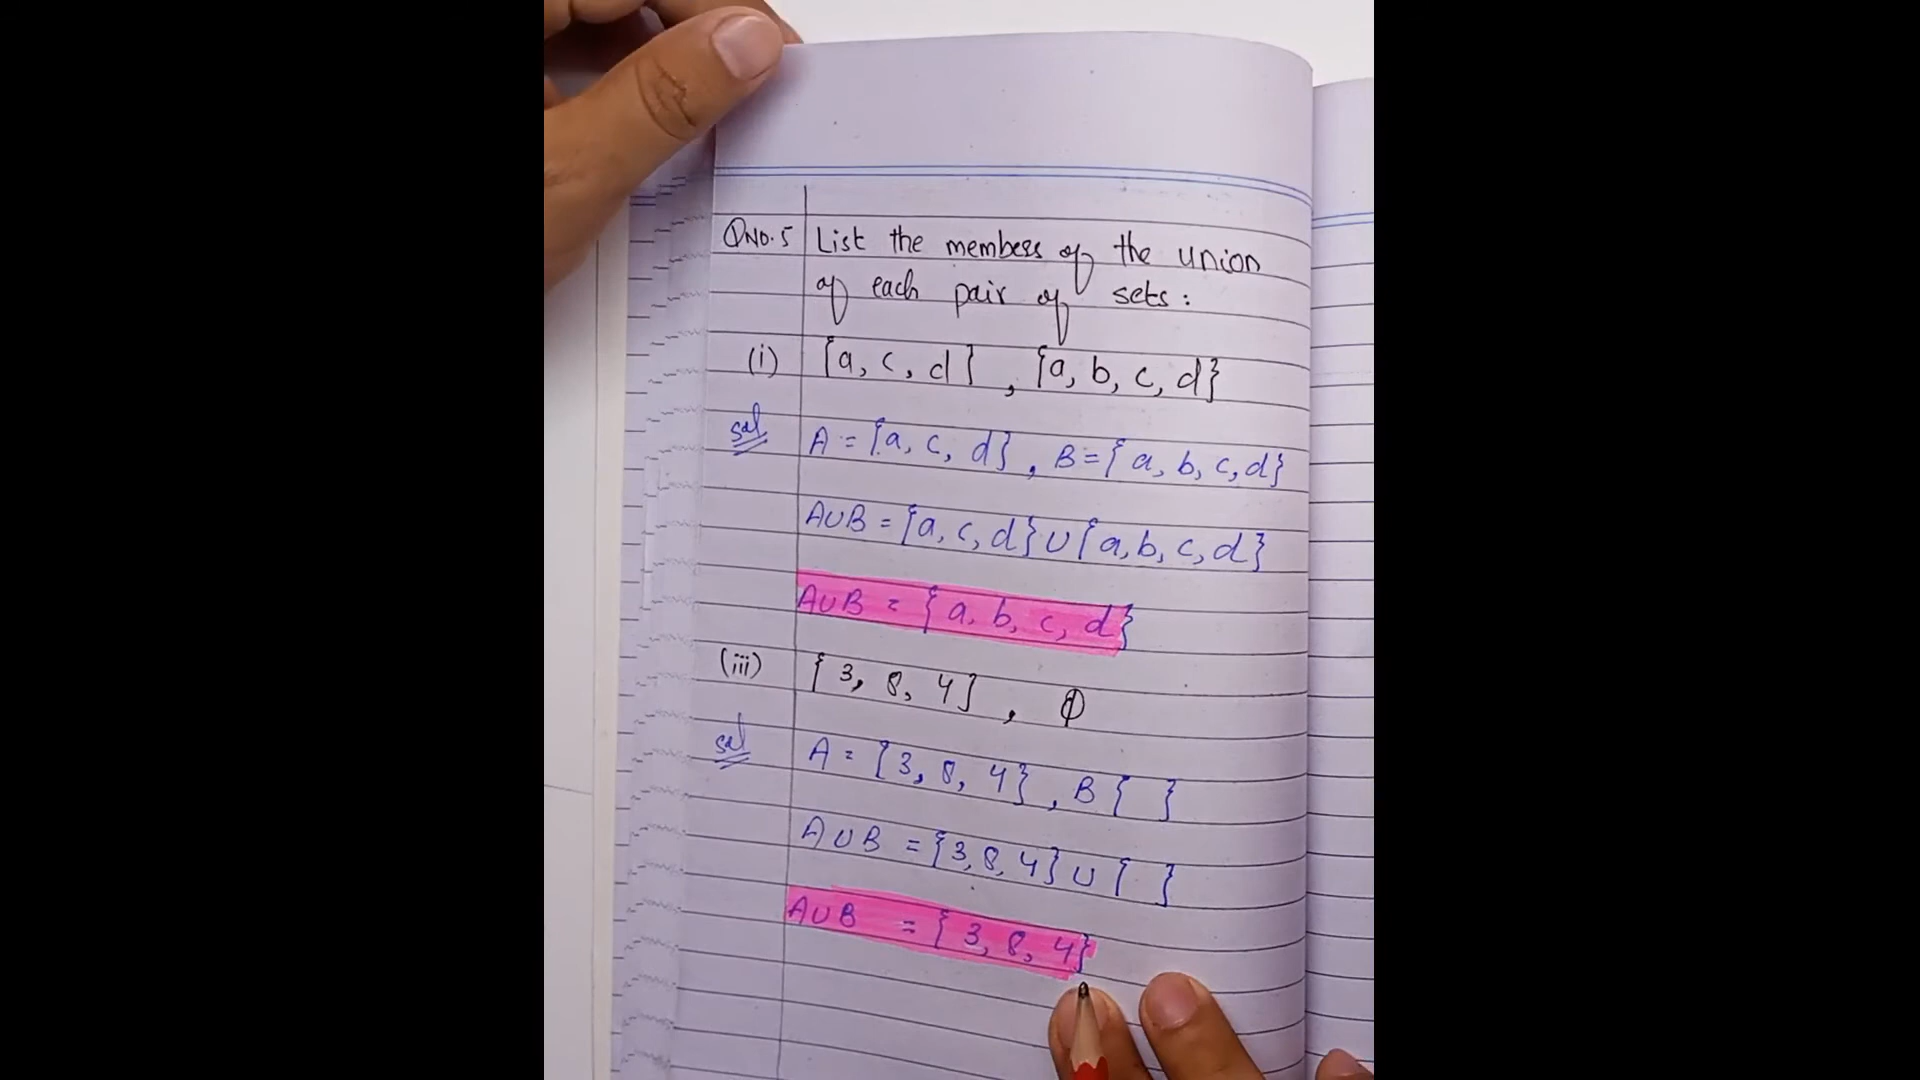 QNO.5 List the members of the union
of each pair of sets:
(i) {a, c, d} , {a, b, c, d}
Sol A = {a, c, d} , B = {a, b, c, d}
A∪B = {a, c, d} ∪ {a, b, c, d}
A∪B = {a, b, c, d}
(iii) {3, 8, 4} , Φ
Sol A = {3, 8, 4} , B { }
A∪B = {3, 8, 4} ∪ { }
A∪B = {3, 8, 4}